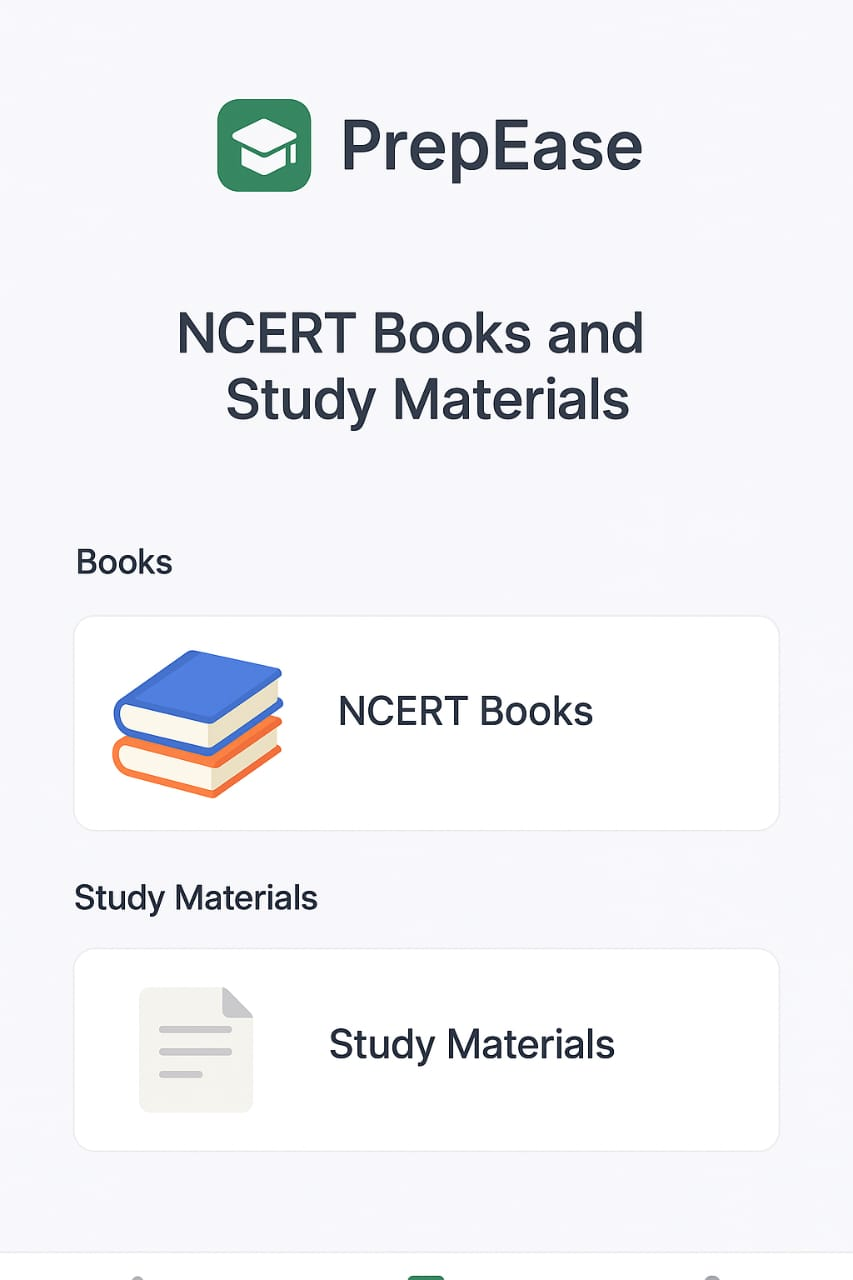 PrepEase
NCERT Books and
Study Materials
Books
NCERT Books
Study Materials
Study Materials